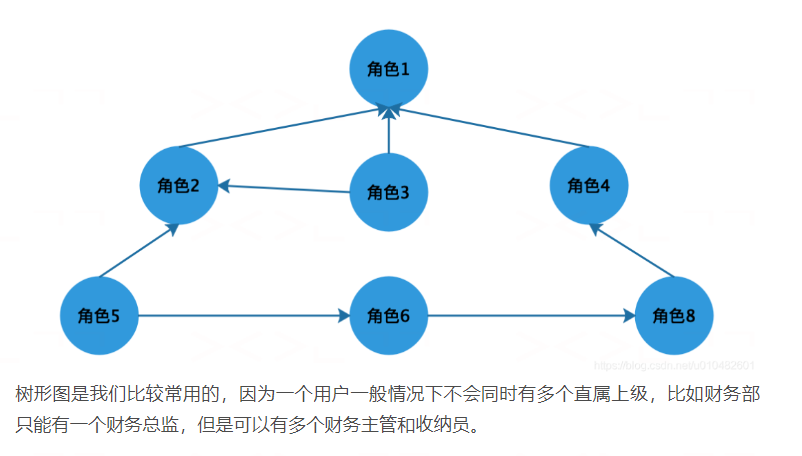 角色1
角色2
角色3
角色4
角色5
角色6
角色8
https://blog.csdn.net/u010482601
树形图是我们比较常用的，因为一个用户一般情况下不会同时有多个直属上级，比如财务部
只能有一个财务总监，但是可以有多个财务主管和收纳员。